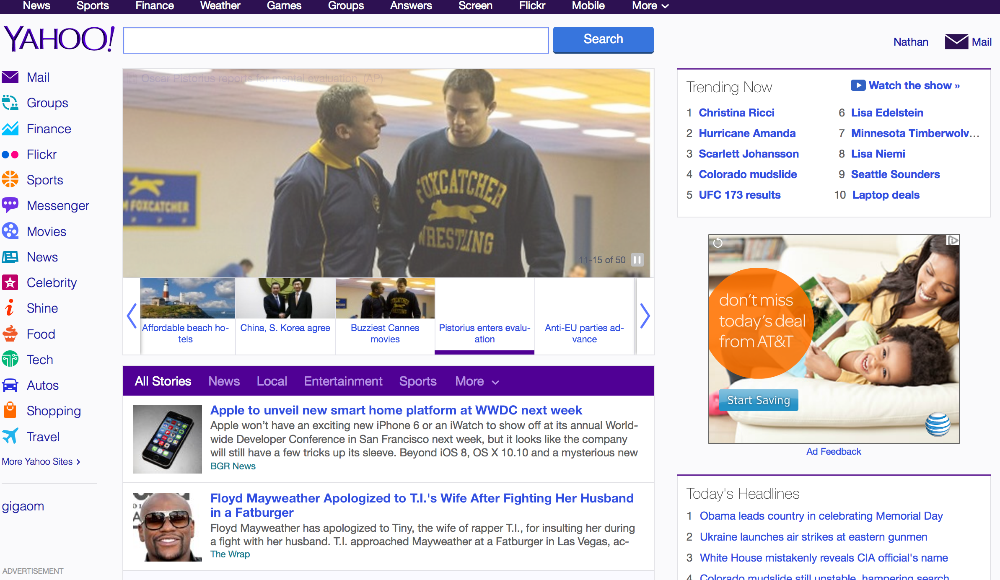 News Sports Finance Weather Games Groups Answers Screen Flickr Mobile More
YAHOO!
Search
Nathan
Mail
Mail
Groups
Finance
Flickr
Sports
Messenger
Movies
News
Celebrity
Shine
Food
Tech
Autos
Shopping
Travel
More Yahoo Sites >
gigaom
ADVERTISEMENT
Oscar Pistorius reports for mental evaluation. (AP)
FOXCATCHER
FOXCATCHER
WRESTLING
11-15 of 50
Affordable beach ho-
tels
China, S. Korea agree
Buzziest Cannes
movies
Pistorius enters evalu-
ation
Anti-EU parties ad-
vance
All Stories News Local Entertainment Sports More
Apple to unveil new smart home platform at WWDC next week
Apple won’t have an exciting new iPhone 6 or an iWatch to show off at its annual World-
wide Developer Conference in San Francisco next week, but it looks like the company
will still have a few tricks up its sleeve. Beyond iOS 8, OS X 10.10 and a mysterious new
BGR News
Floyd Mayweather Apologized to T.I.'s Wife After Fighting Her Husband
in a Fatburger
Floyd Mayweather has apologized to Tiny, the wife of rapper T.I., for insulting her during
a fight with her husband. T.I. approached Mayweather at a Fatburger in Las Vegas, ac-
The Wrap
Trending Now
Watch the show »
1 Christina Ricci
2 Hurricane Amanda
3 Scarlett Johansson
4 Colorado mudslide
5 UFC 173 results
6 Lisa Edelstein
7 Minnesota Timberwolv...
8 Lisa Niemi
9 Seattle Sounders
10 Laptop deals
don't miss
today's deal
from AT&T
Start Saving
Ad Feedback
Today's Headlines
1 Obama leads country in celebrating Memorial Day
2 Ukraine launches air strikes at eastern gunmen
3 White House mistakenly reveals CIA official's name
4 Colorado mudslide still unstable, hampering search